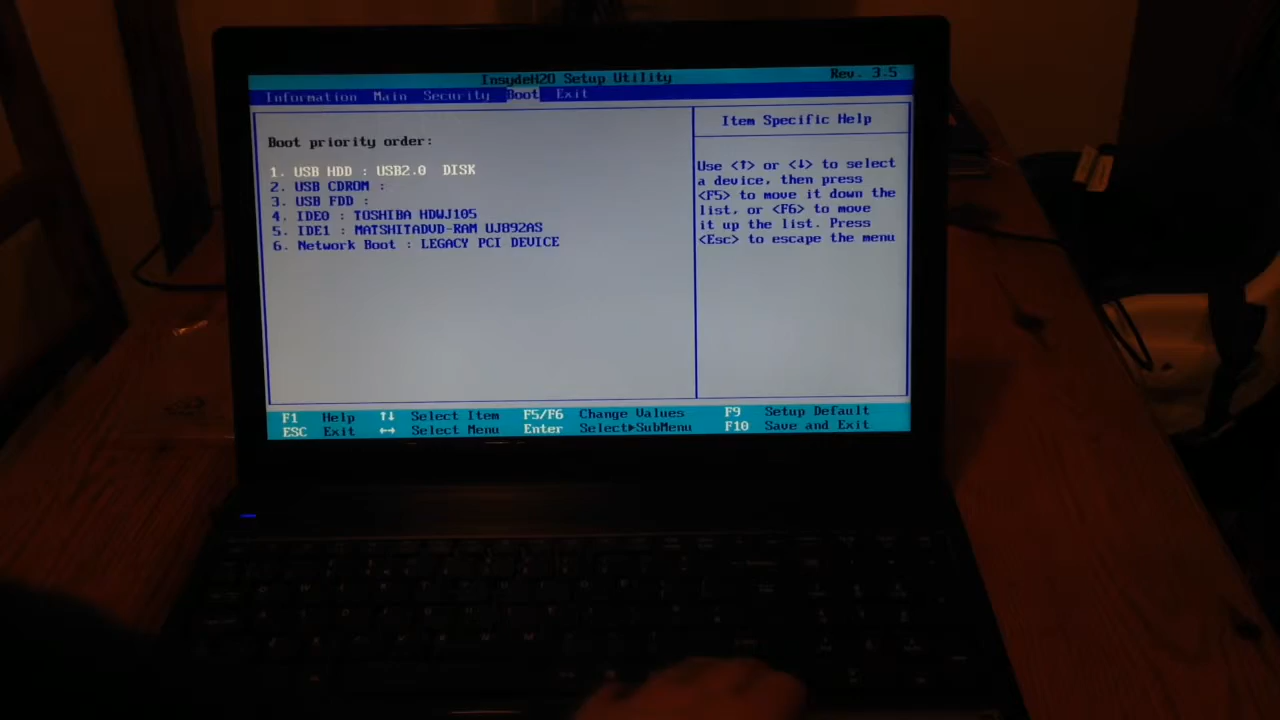 InsydeH20 Setup Utility
Rev. 3.5
Information Main Security Boot Exit
Boot priority order:
1. USB HDD : USB2.0 DISK
2. USB CDROM :
3. USB FDD :
4. IDE0 : TOSHIBA HDWJ105
5. IDE1 : MATSHITADVD-RAM UJ892AS
6. Network Boot : LEGACY PCI DEVICE
Item Specific Help
Use <↑> or <↓> to select
a device, then press
<F5> to move it down the
list, or <F6> to move
it up the list. Press
<Esc> to escape the menu
F1 Help ↑↓ Select Item F5/F6 Change Values F9 Setup Default
ESC Exit ↔ Select Menu Enter Select▶SubMenu F10 Save and Exit